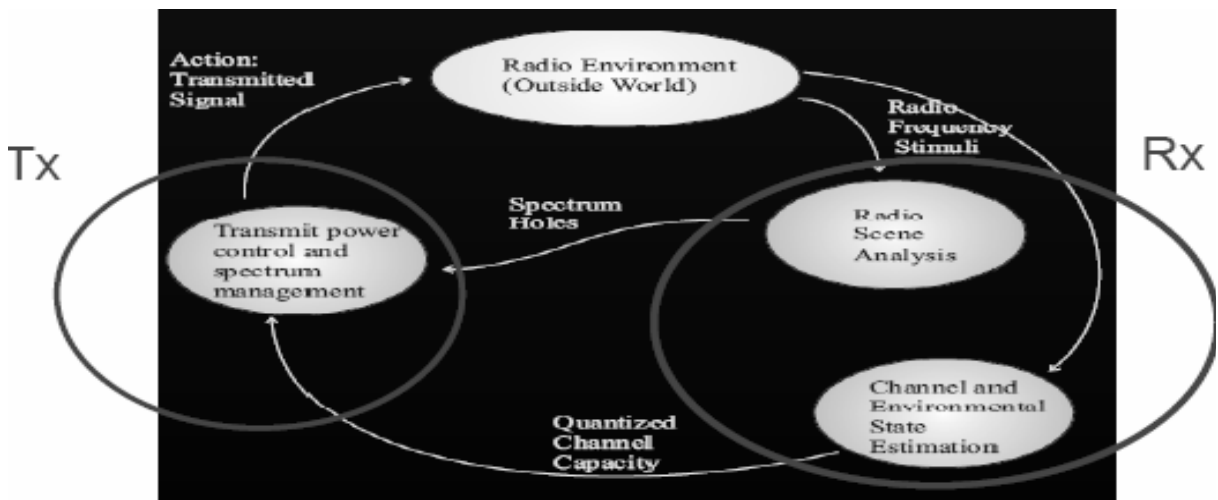 Action:
Transmitted
Signal
Radio Environment
(Outside World)
Radio
Frequency
Stimuli
Tx
Rx
Spectrum
Holes
Radio
Scene
Analysis
Transmit power
control and
spectrum
management
Channel and
Environmental
State
Estimation
Quantized
Channel
Capacity